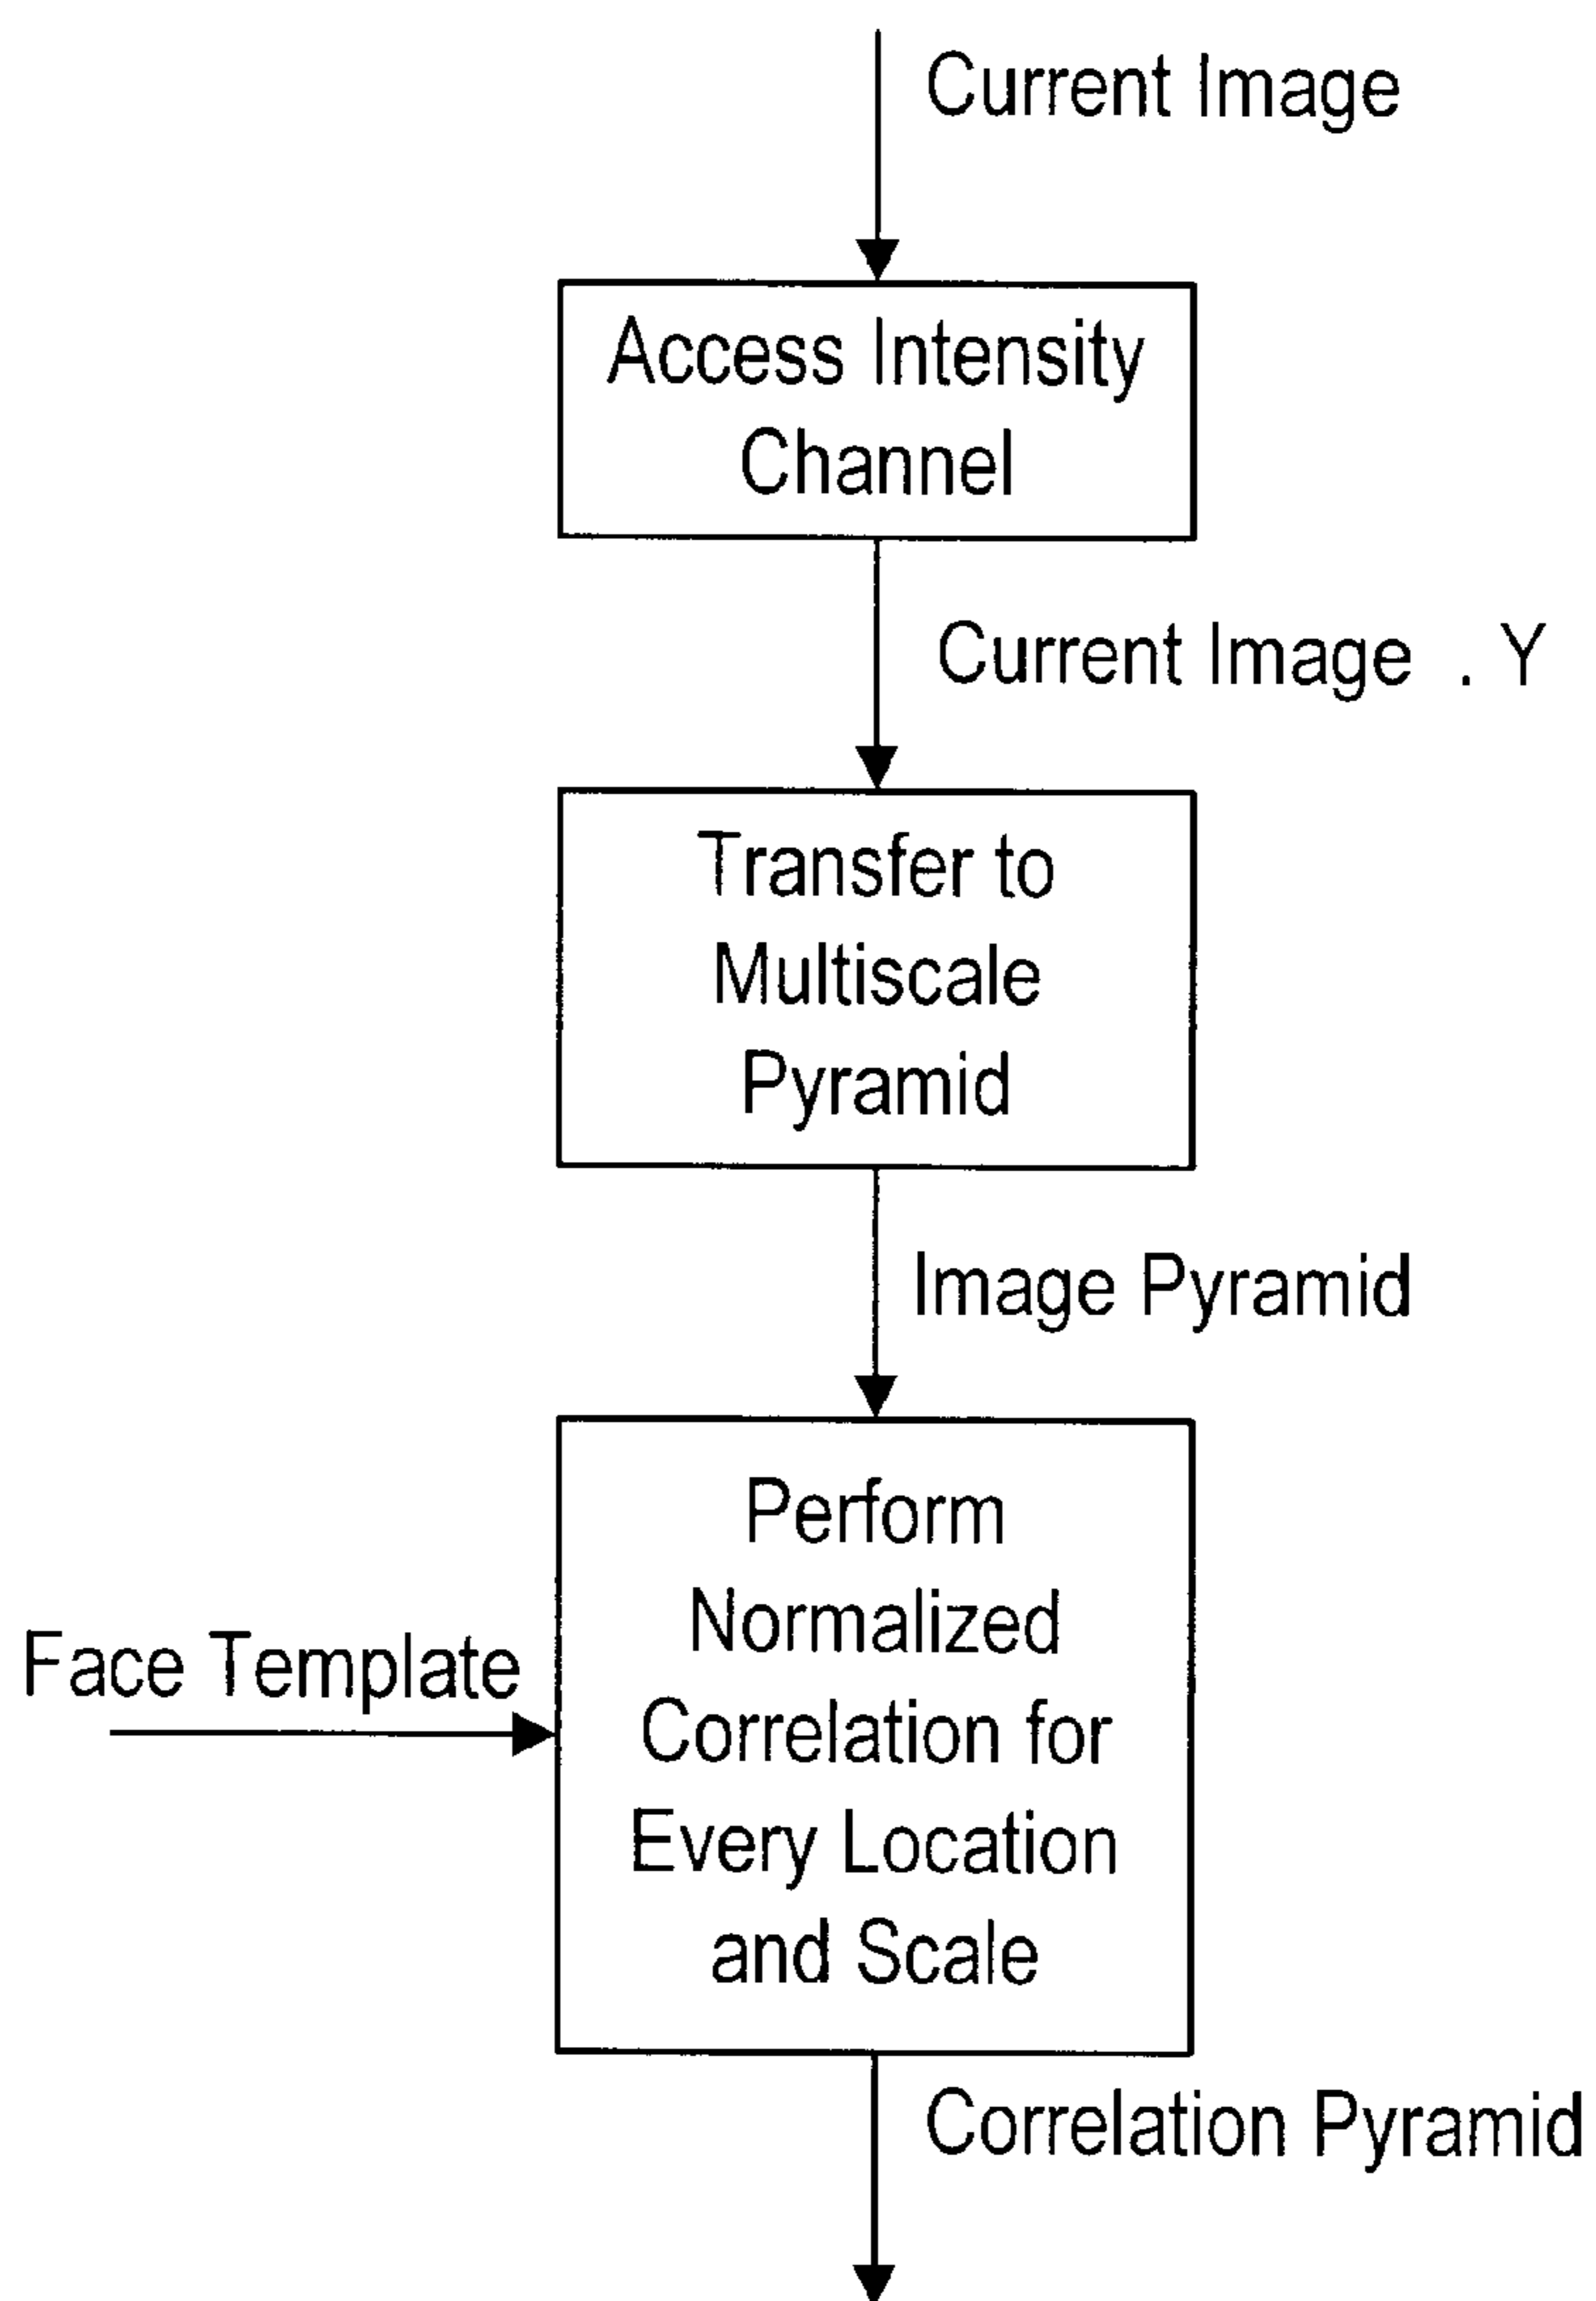 Current Image
Access Intensity
Channel
Current Image . Y
Transfer to
Multiscale
Pyramid
Image Pyramid
Perform
Normalized
Correlation for
Every Location
and Scale
Face Template
Correlation Pyramid